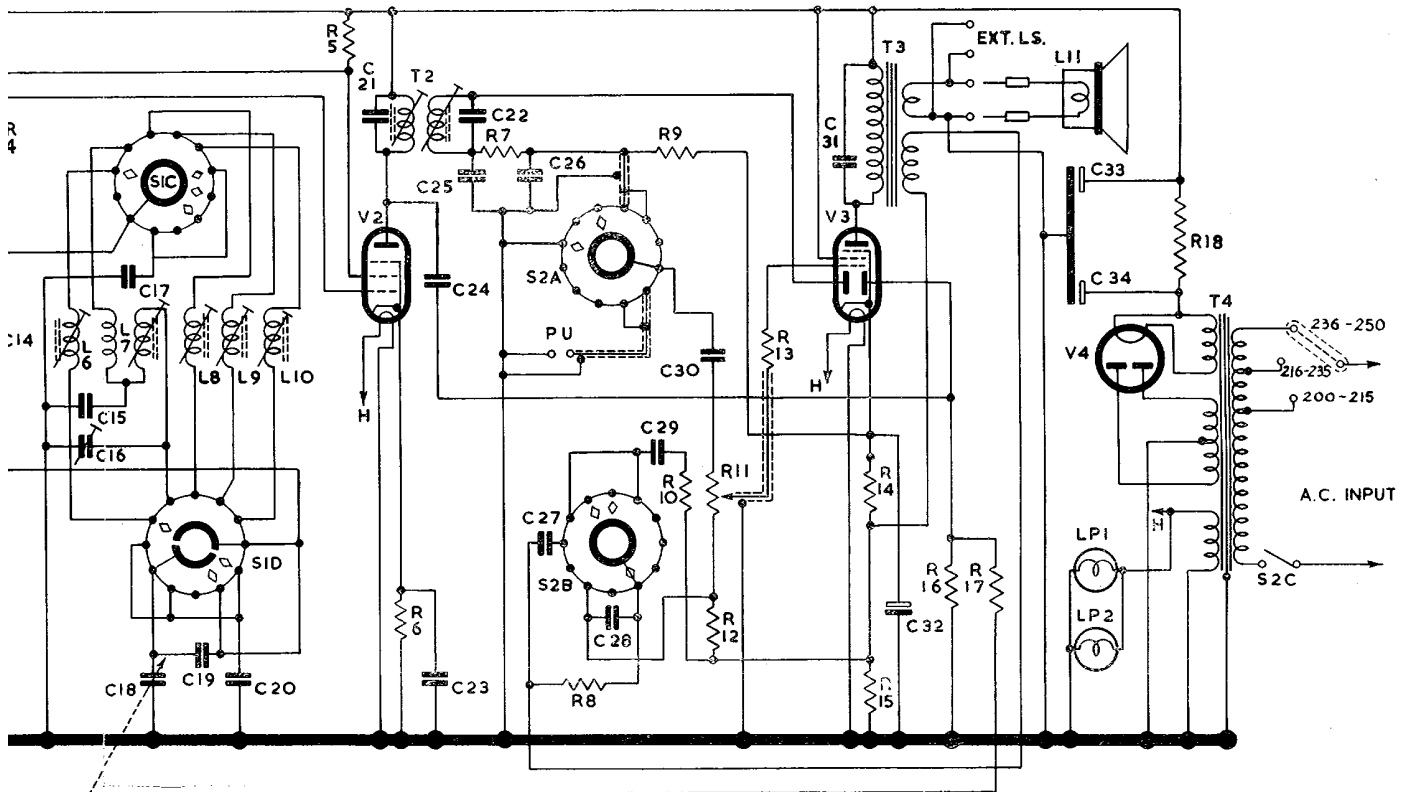 R
5
C
21
T2
T3
EXT. L.S.
L11
C22
R7
R9
C
31
C26
C25
R
4
S1C
V2
V3
C33
R18
S2A
C24
C34
C17
T4
PU
236-250
C14
L
6
L
7
R
13
V4
216-235
C30
L8
L9
L10
H
H
200-215
C15
C29
C16
R11
R
10
R
14
A.C. INPUT
C27
H
LP1
S1D
S2B
R
16
R
17
S2C
R
6
C28
R
12
C32
LP2
C19
C18
C20
C23
R8
R
15